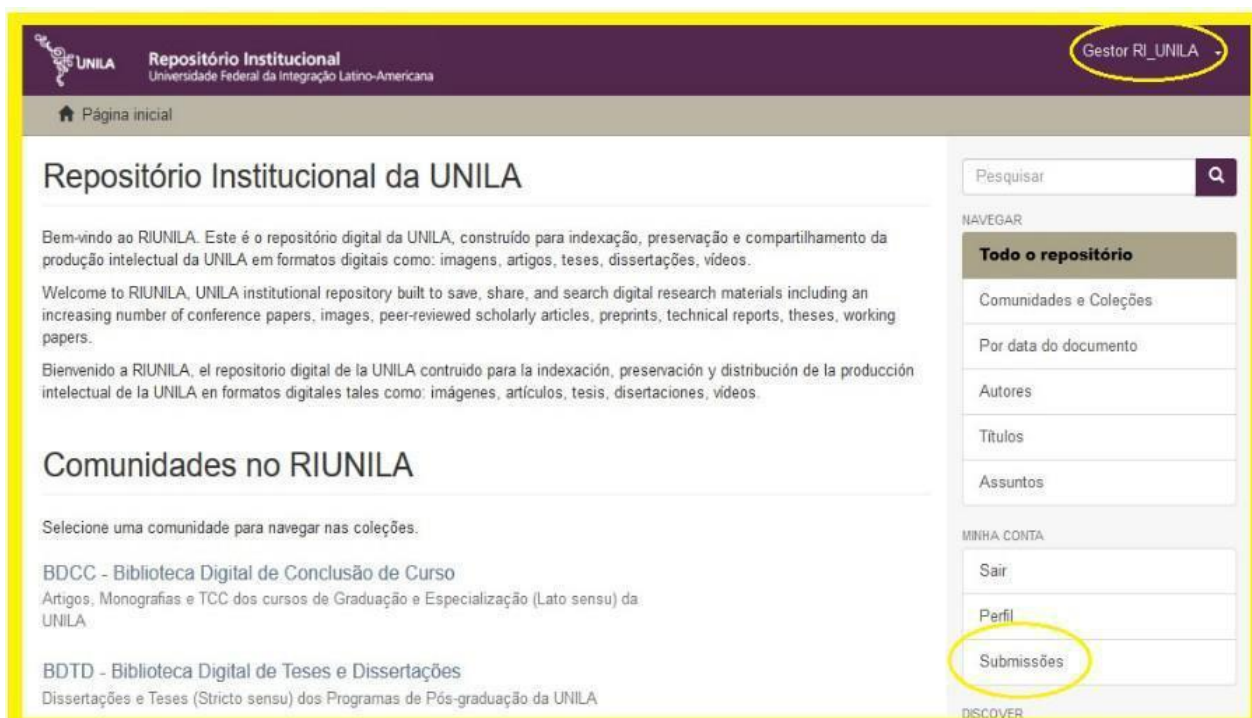 UNILA
Repositório Institucional
Universidade Federal da Integração Latino-Americana
Gestor RI_UNILA
Página inicial
Repositório Institucional da UNILA
Bem-vindo ao RIUNILA. Este é o repositório digital da UNILA, construído para indexação, preservação e compartilhamento da
produção intelectual da UNILA em formatos digitais como: imagens, artigos, teses, dissertações, vídeos.
Welcome to RIUNILA, UNILA institutional repository built to save, share, and search digital research materials including an
increasing number of conference papers, images, peer-reviewed scholarly articles, preprints, technical reports, theses, working
papers.
Bienvenido a RIUNILA, el repositorio digital de la UNILA contruido para la indexación, preservación y distribución de la producción
intelectual de la UNILA en formatos digitales tales como: imágenes, artículos, tesis, disertaciones, vídeos.
Comunidades no RIUNILA
Selecione uma comunidade para navegar nas coleções.
BDCC - Biblioteca Digital de Conclusão de Curso
Artigos, Monografias e TCC dos cursos de Graduação e Especialização (Lato sensu) da
UNILA
BDTD - Biblioteca Digital de Teses e Dissertações
Dissertações e Teses (Stricto sensu) dos Programas de Pós-graduação da UNILA
Pesquisar
NAVEGAR
Todo o repositório
Comunidades e Coleções
Por data do documento
Autores
Títulos
Assuntos
MINHA CONTA
Sair
Perfil
Submissões
DISCOVER